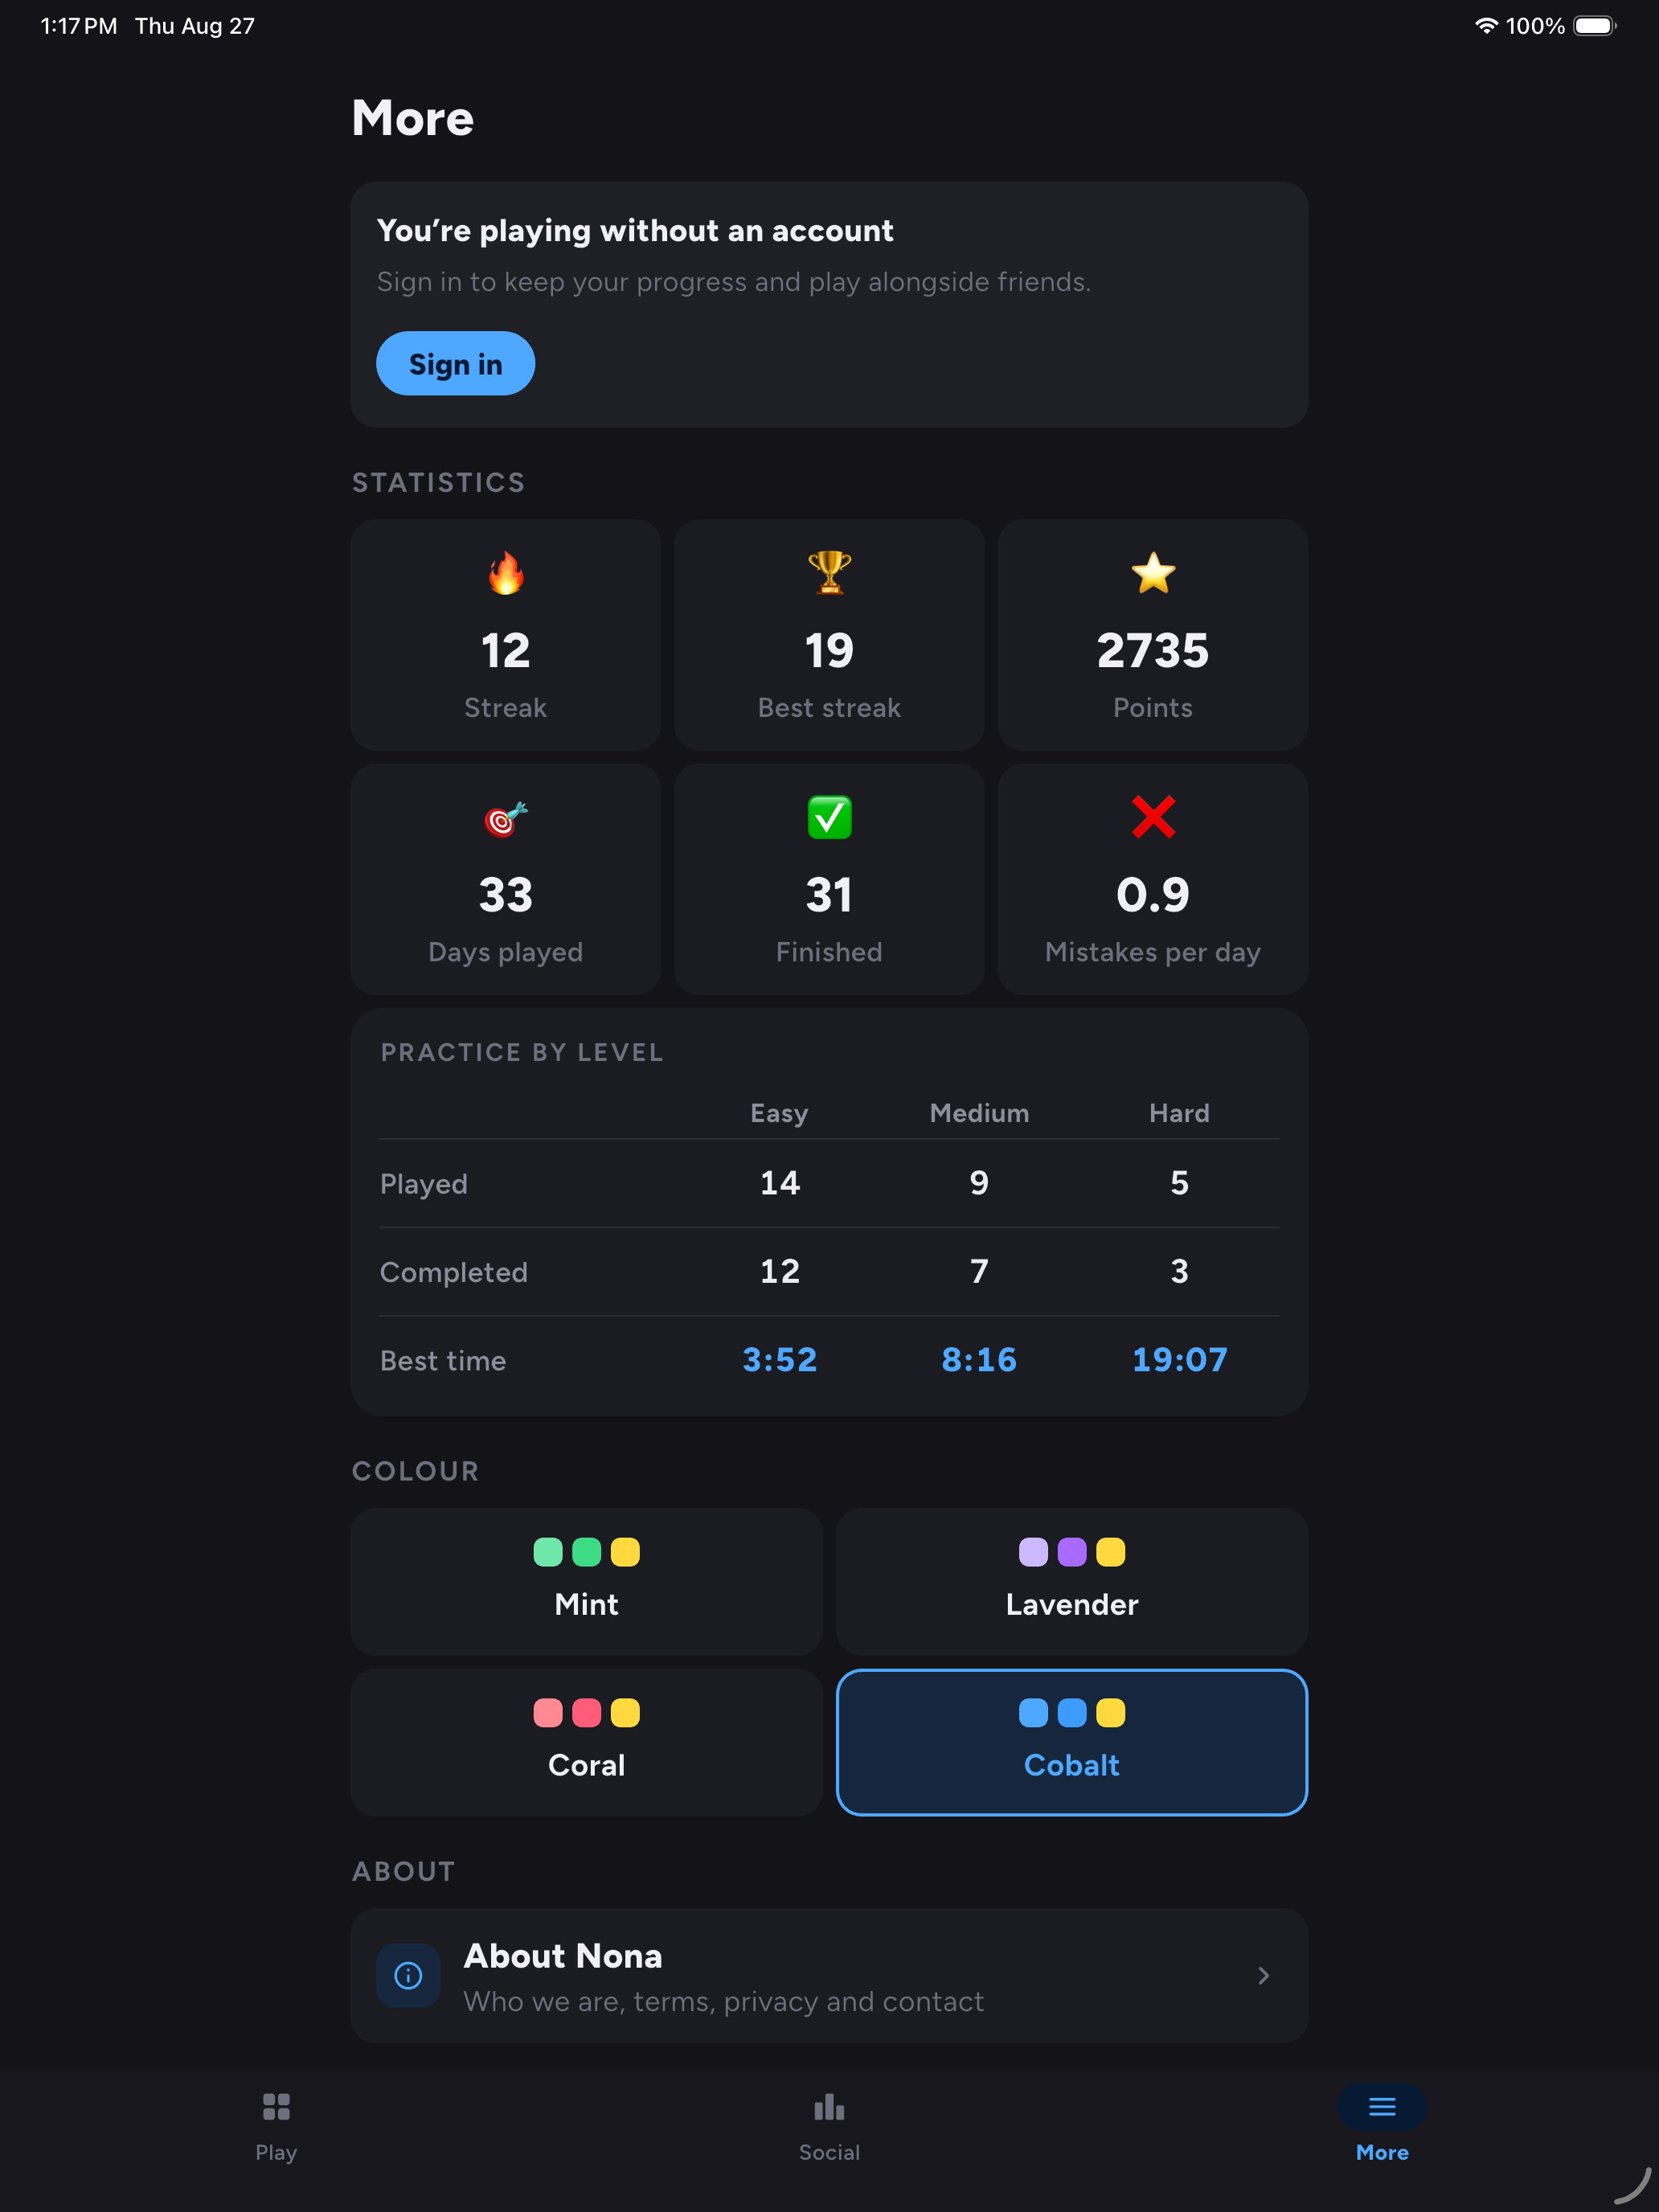 1:17 PM Thu Aug 27
100%
More
You’re playing without an account
Sign in to keep your progress and play alongside friends.
Sign in
STATISTICS
12
Streak
19
Best streak
2735
Points
33
Days played
31
Finished
0.9
Mistakes per day
PRACTICE BY LEVEL
Easy Medium Hard
Played 14 9 5
Completed 12 7 3
Best time 3:52 8:16 19:07
COLOUR
Mint
Lavender
Coral
Cobalt
ABOUT
About Nona
Who we are, terms, privacy and contact
Play
Social
More